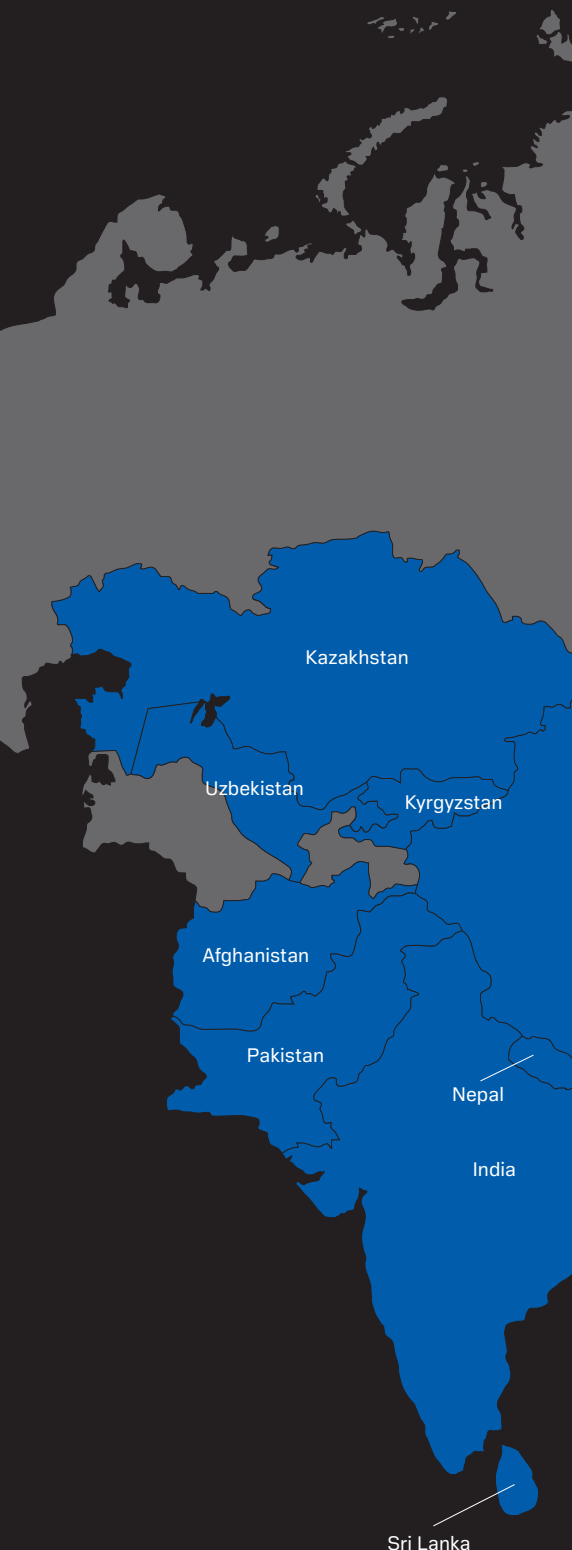 Kazakhstan
Uzbekistan
Kyrgyzstan
Afghanistan
Pakistan
Nepal
India
Sri Lanka